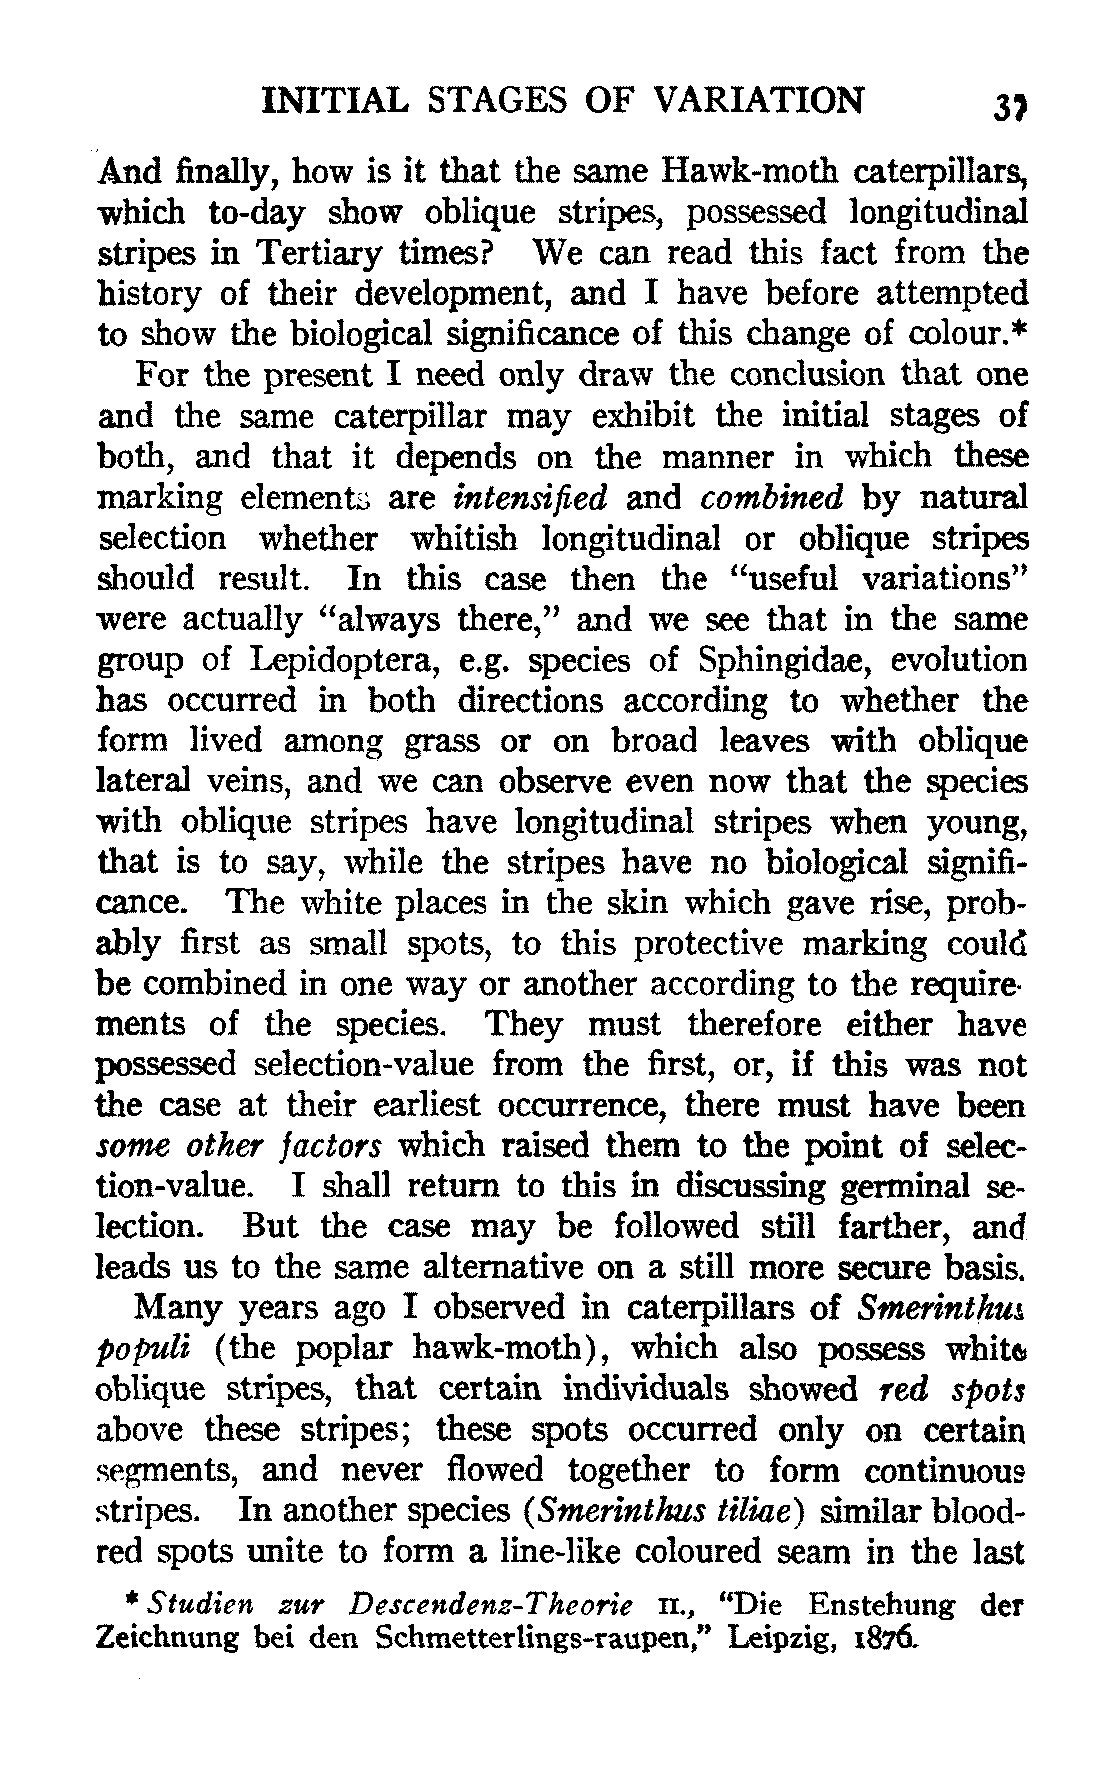 INITIAL STAGES OF VARIATION 37
And finally, how is it that the same Hawk-moth caterpillars,
which to-day show oblique stripes, possessed longitudinal
stripes in Tertiary times? We can read this fact from the
history of their development, and I have before attempted
to show the biological significance of this change of colour.*
For the present I need only draw the conclusion that one
and the same caterpillar may exhibit the initial stages of
both, and that it depends on the manner in which these
marking elements are intensified and combined by natural
selection whether whitish longitudinal or oblique stripes
should result. In this case then the "useful variations"
were actually "always there," and we see that in the same
group of Lepidoptera, e.g. species of Sphingidae, evolution
has occurred in both directions according to whether the
form lived among grass or on broad leaves with oblique
lateral veins, and we can observe even now that the species
with oblique stripes have longitudinal stripes when young,
that is to say, while the stripes have no biological signifi-
cance. The white places in the skin which gave rise, prob-
ably first as small spots, to this protective marking could
be combined in one way or another according to the require-
ments of the species. They must therefore either have
possessed selection-value from the first, or, if this was not
the case at their earliest occurrence, there must have been
some other factors which raised them to the point of selec-
tion-value. I shall return to this in discussing germinal se-
lection. But the case may be followed still farther, and
leads us to the same alternative on a still more secure basis.
Many years ago I observed in caterpillars of Smerinthus
populi (the poplar hawk-moth), which also possess white
oblique stripes, that certain individuals showed red spots
above these stripes; these spots occurred only on certain
segments, and never flowed together to form continuous
stripes. In another species (Smerinthus tiliae) similar blood-
red spots unite to form a line-like coloured seam in the last
* Studien zur Descendenz-Theorie II., "Die Enstehung der
Zeichnung bei den Schmetterlings-raupen," Leipzig, 1876.